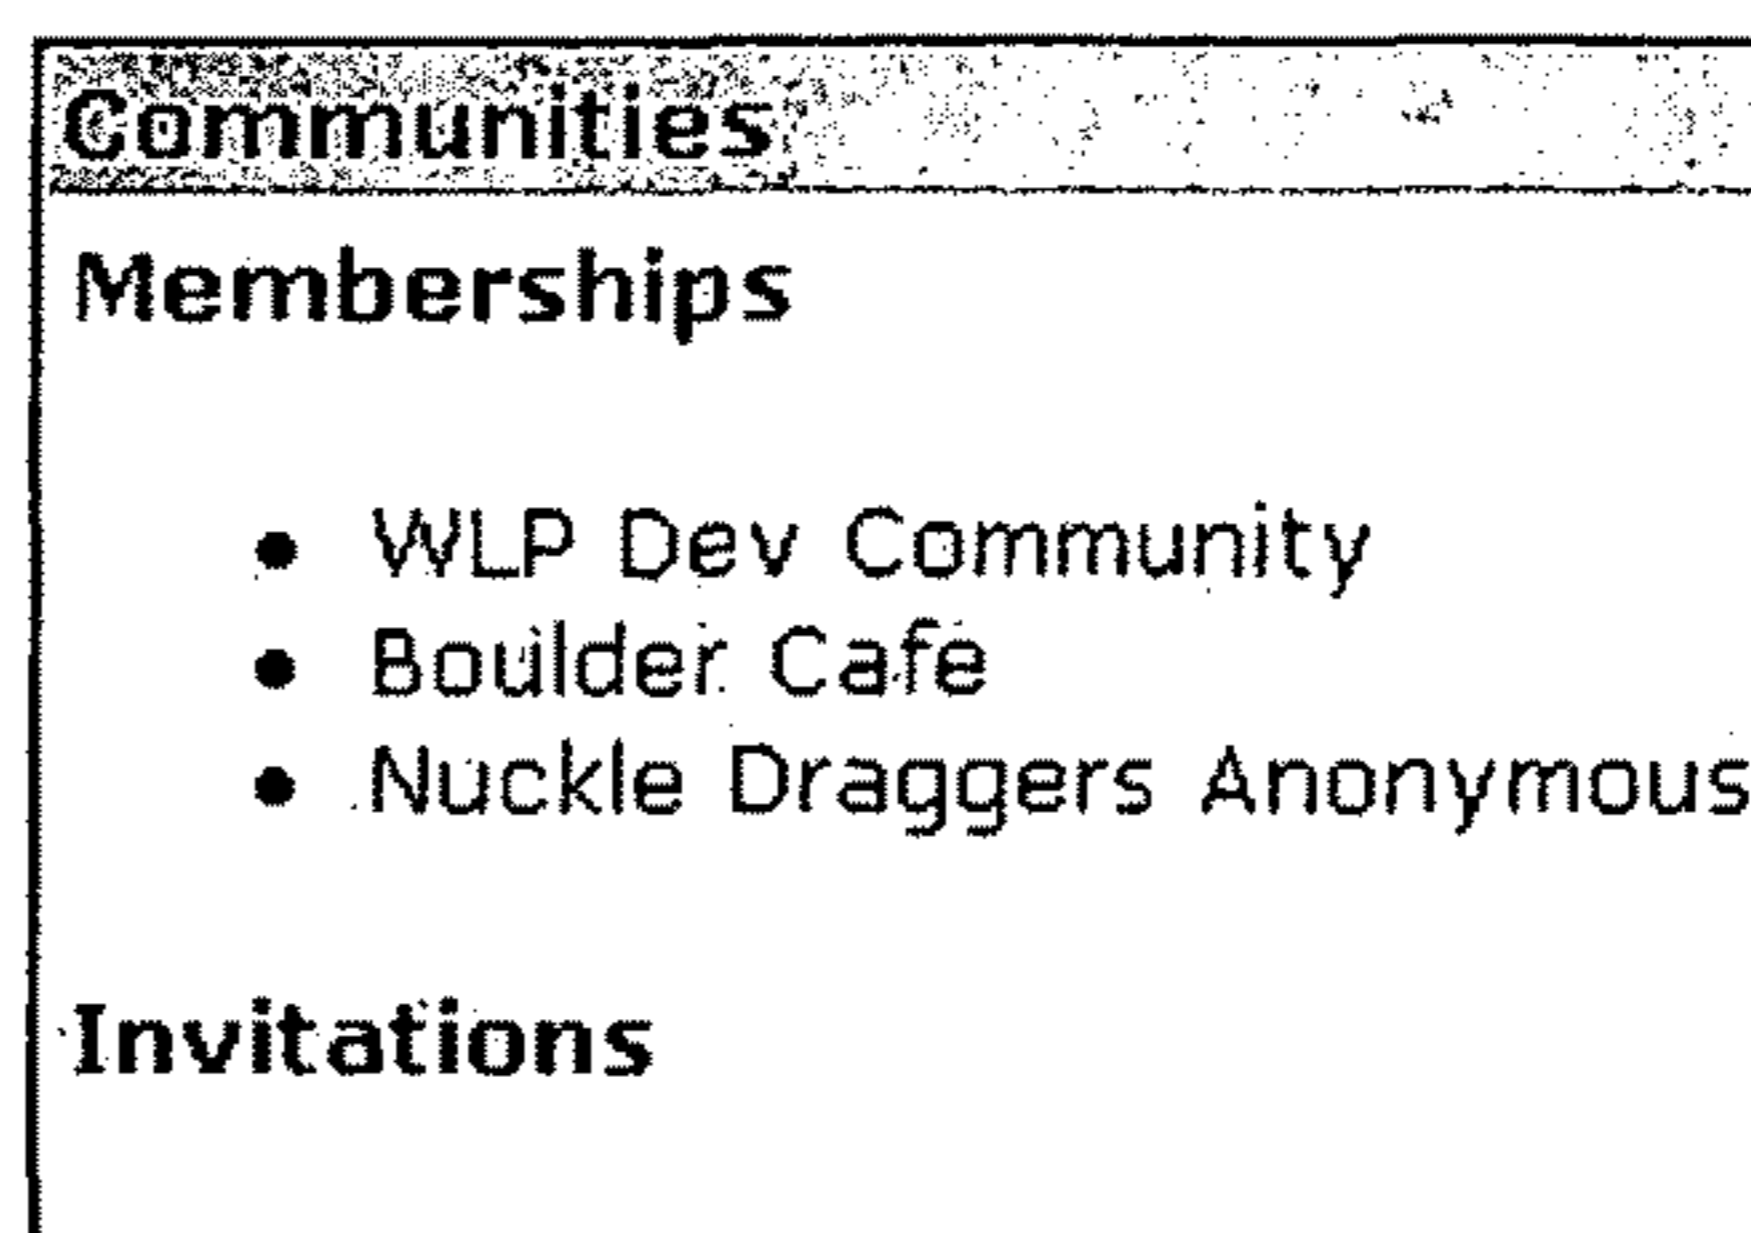 Communities
Memberships
• WLP Dev Community
• Boulder Cafe
• Nuckle Draggers Anonymous
Invitations